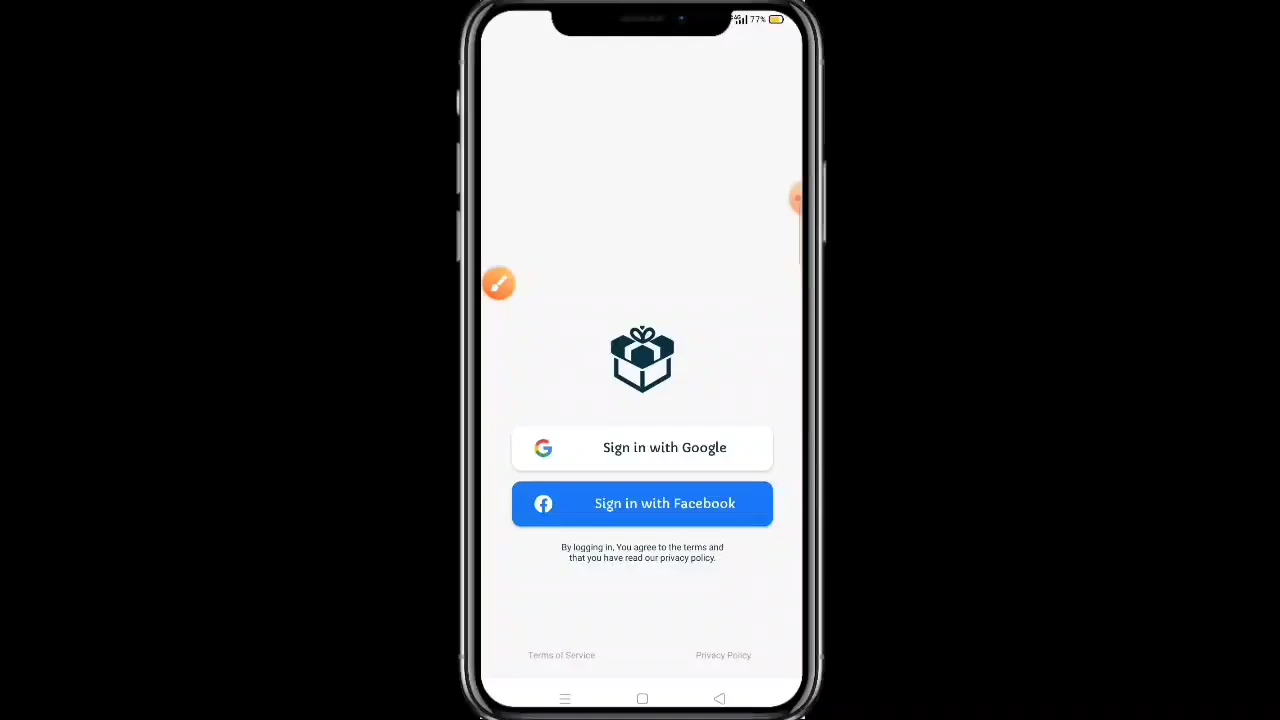 77%
Sign in with Google
Sign in with Facebook
By logging in, You agree to the terms and
that you have read our privacy policy.
Terms of Service
Privacy Policy